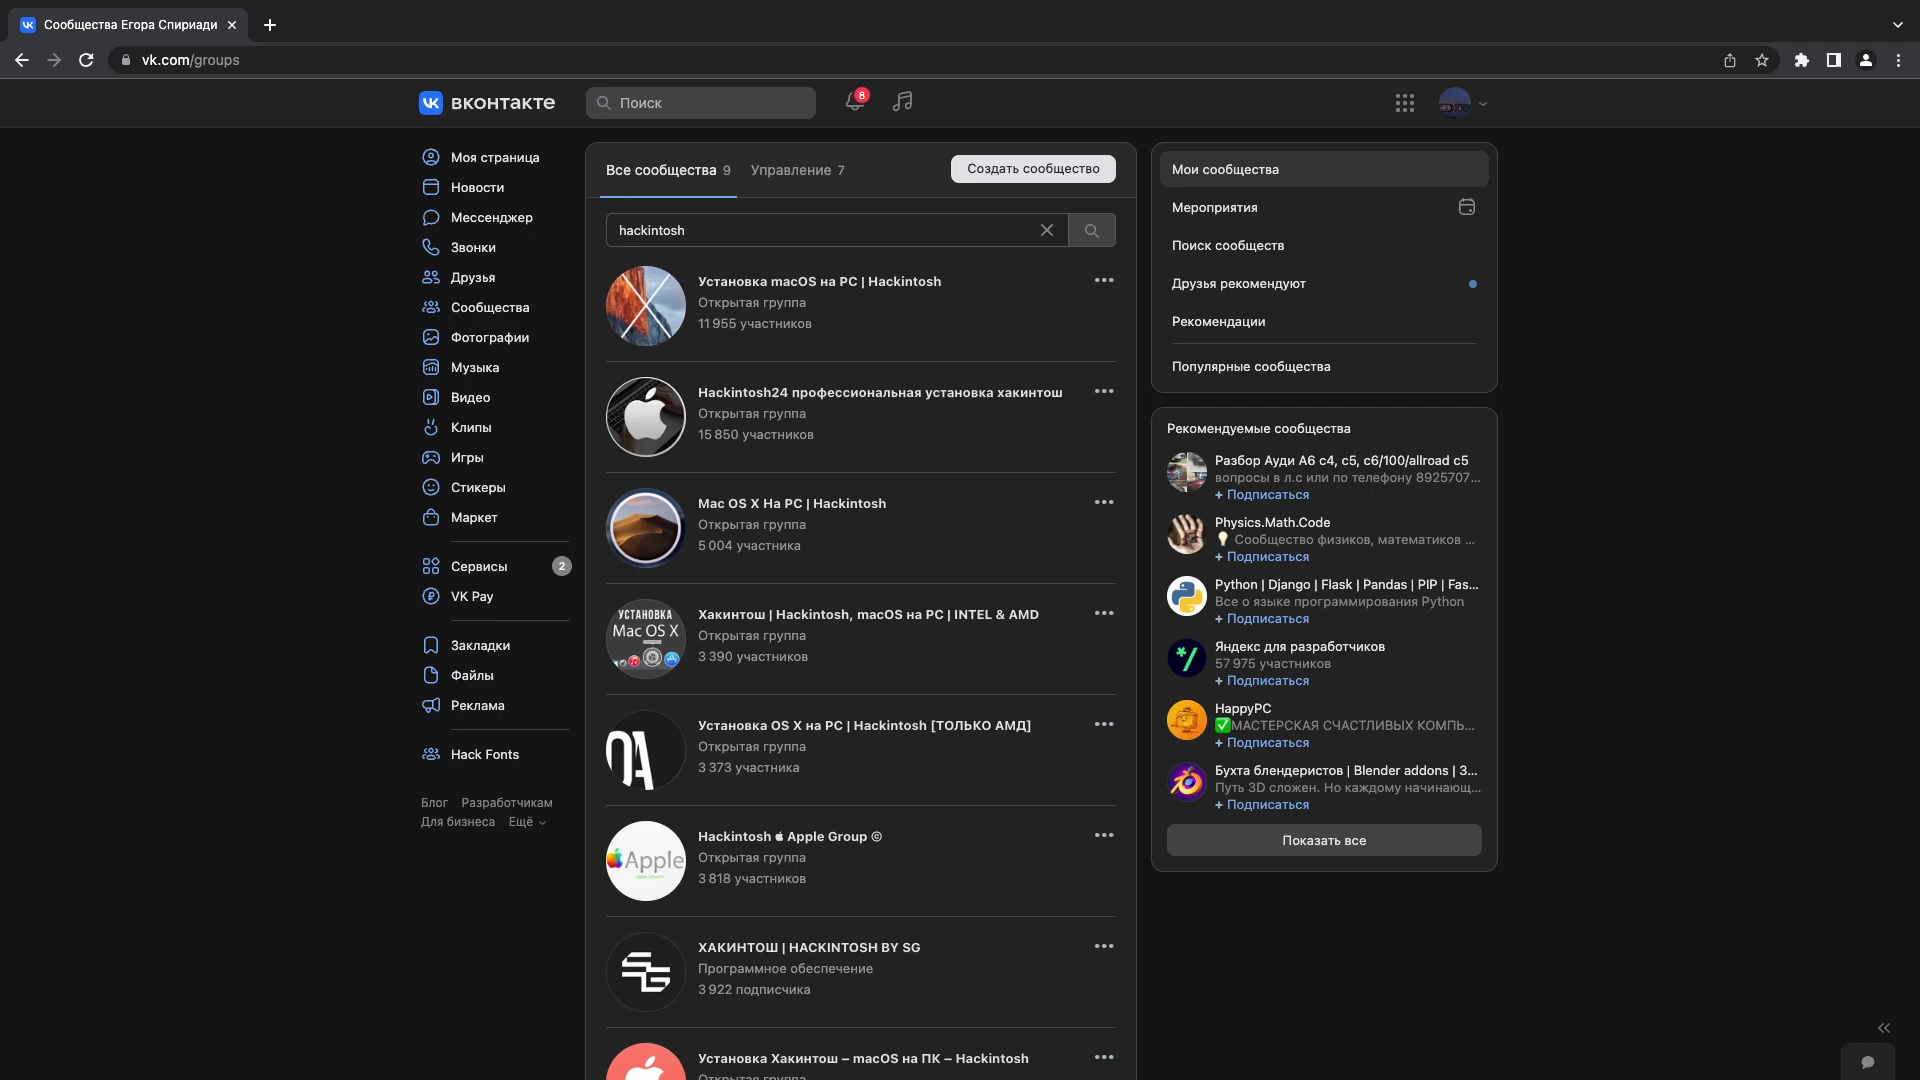 Сообщества Егора Спириади
vk.com/groups
вконтакте
Поиск
8
Моя страница
Новости
Мессенджер
Звонки
Друзья
Сообщества
Фотографии
Музыка
Видео
Клипы
Игры
Стикеры
Маркет
Сервисы 2
VK Pay
Закладки
Файлы
Реклама
Hack Fonts
Блог Разработчикам
Для бизнеса Ещё
Все сообщества 9 Управление 7 Создать сообщество
hackintosh
Установка macOS на PC | Hackintosh
Открытая группа
11 955 участников
Hackintosh24 профессиональная установка хакинтош
Открытая группа
15 850 участников
Mac OS X На PC | Hackintosh
Открытая группа
5 004 участника
УСТАНОВКА
Mac OS X
Хакинтош | Hackintosh, macOS на PC | INTEL & AMD
Открытая группа
3 390 участников
Установка OS X на PC | Hackintosh [ТОЛЬКО АМД]
Открытая группа
3 373 участника
Apple
Hackintosh  Apple Group ©
Открытая группа
3 818 участников
ХАКИНТОШ | HACKINTOSH BY SG
Программное обеспечение
3 922 подписчика
Установка Хакинтош – macOS на ПК – Hackintosh
Открытая группа
Мои сообщества
Мероприятия
Поиск сообществ
Друзья рекомендуют
Рекомендации
Популярные сообщества
Рекомендуемые сообщества
Разбор Ауди А6 с4, с5, с6/100/allroad с5
вопросы в л.с или по телефону 8925707...
+ Подписаться
Physics.Math.Code
💡 Сообщество физиков, математиков ...
+ Подписаться
Python | Django | Flask | Pandas | PIP | Fas...
Все о языке программирования Python
+ Подписаться
Яндекс для разработчиков
57 975 участников
+ Подписаться
HappyPC
✅МАСТЕРСКАЯ СЧАСТЛИВЫХ КОМПЬ...
+ Подписаться
Бухта блендеристов | Blender addons | 3...
Путь 3D сложен. Но каждому начинающ...
+ Подписаться
Показать все